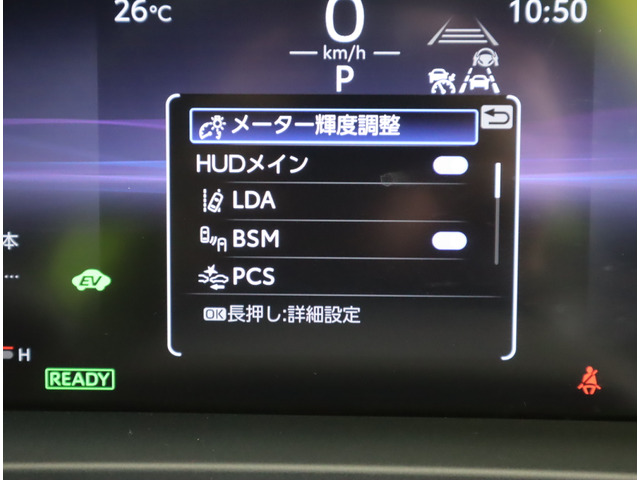 26℃
0
10:50
km/h
P
メーター輝度調整
HUDメイン
LDA
BSM
PCS
OK長押し:詳細設定
本
...
EV
H
READY